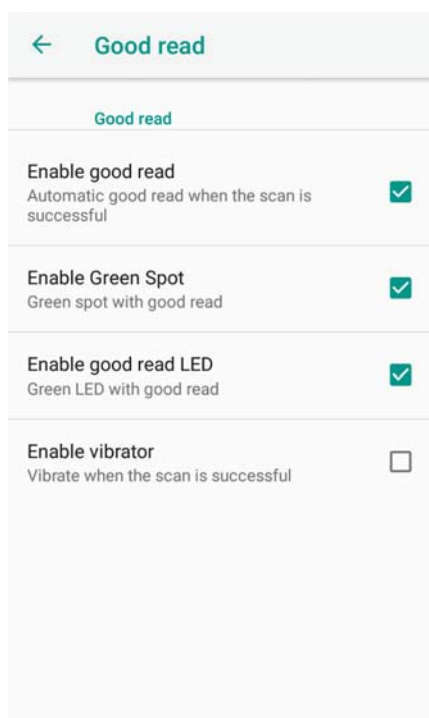 Good read
Good read
Enable good read
Automatic good read when the scan is
successful
Enable Green Spot
Green spot with good read
Enable good read LED
Green LED with good read
Enable vibrator
Vibrate when the scan is successful